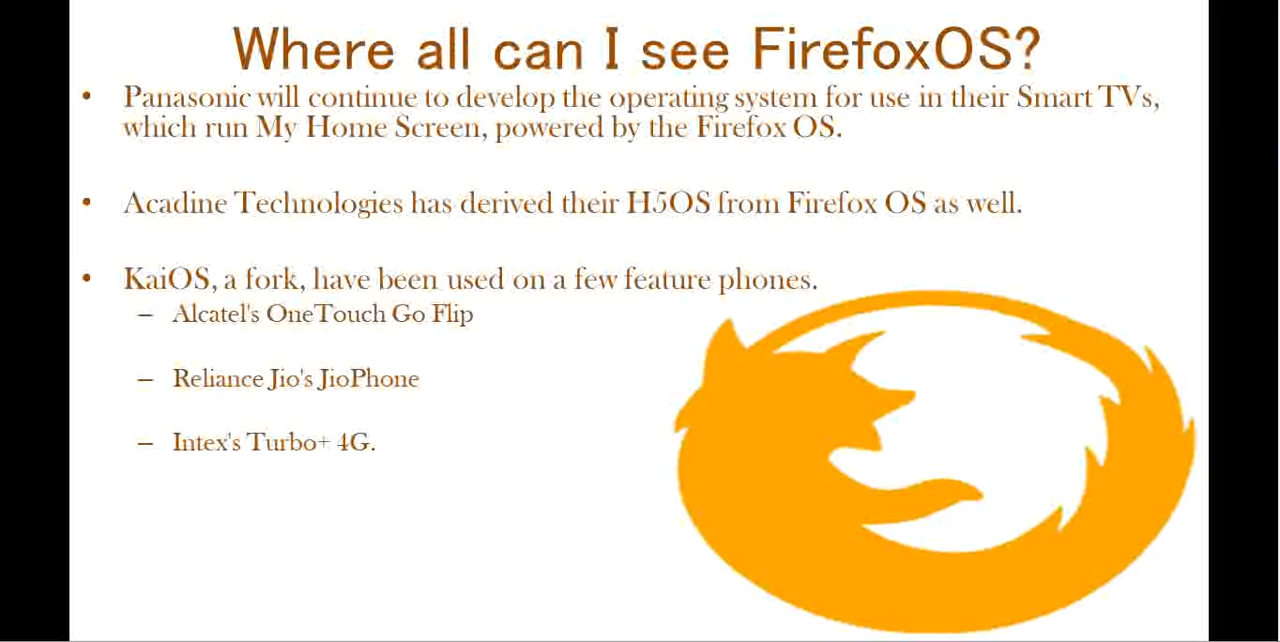 Where all can I see FirefoxOS?
• Panasonic will continue to develop the operating system for use in their Smart TVs,
which run My Home Screen, powered by the Firefox OS.
• Acadine Technologies has derived their H5OS from Firefox OS as well.
• KaiOS, a fork, have been used on a few feature phones.
– Alcatel's OneTouch Go Flip
– Reliance Jio's JioPhone
– Intex's Turbo+ 4G.